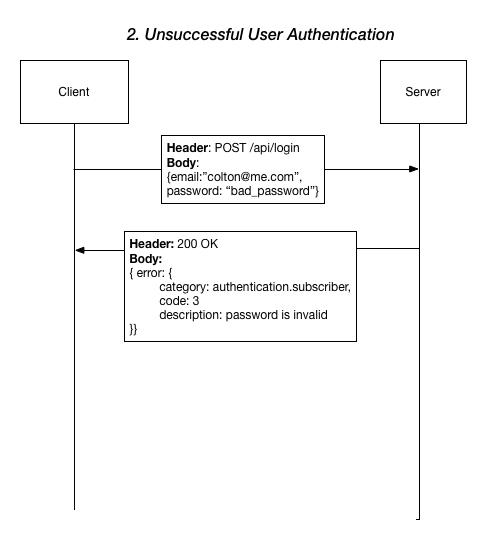 2. Unsuccessful User Authentication
Client
Server
Header: POST /api/login
Body:
{email:”colton@me.com”,
password: “bad_password”}
Header: 200 OK
Body:
{ error: {
category: authentication.subscriber,
code: 3
description: password is invalid
}}